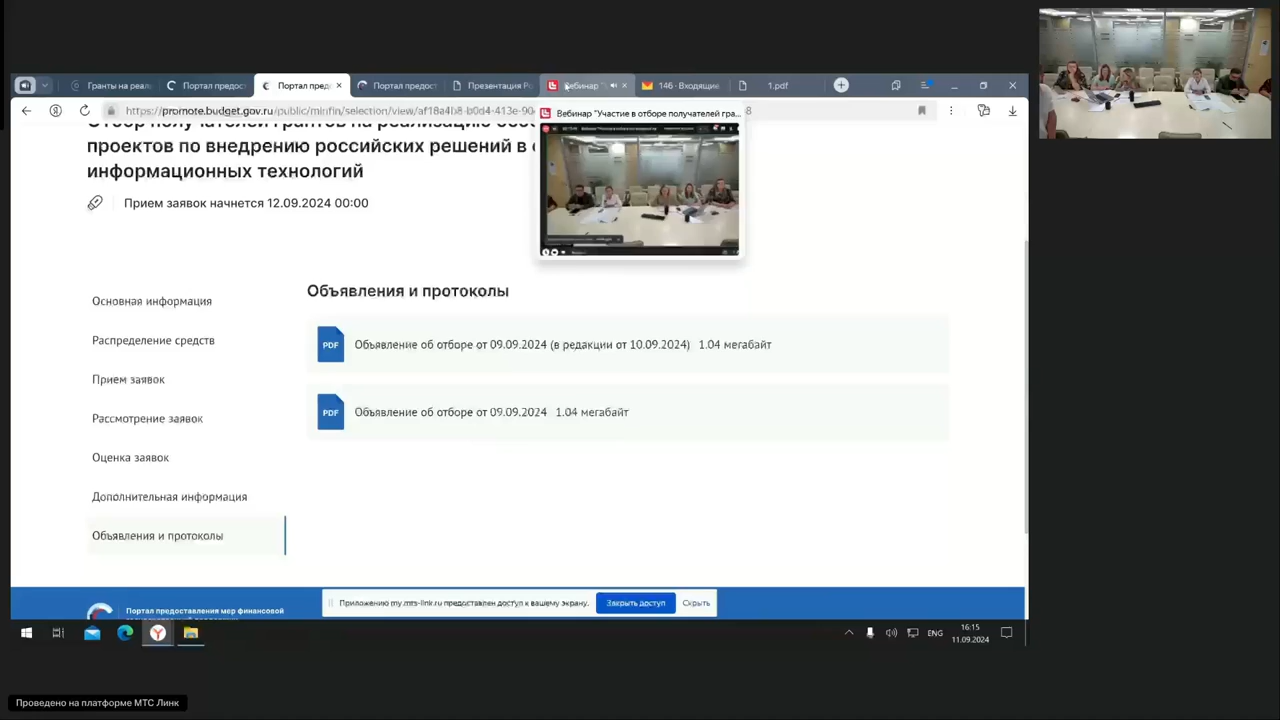 Гранты на реал
Портал предос
Портал пред
Портал предост
Презентация Ро
Вебинар "
146 · Входящие
1.pdf
https://promote.budget.gov.ru/public/minfin/selection/view/af18a4b8-b0d4-413e-90
8
Вебинар "Участие в отборе получателей гра...
проектов по внедрению российских решений в
информационных технологий
Прием заявок начнется 12.09.2024 00:00
Основная информация
Распределение средств
Прием заявок
Рассмотрение заявок
Оценка заявок
Дополнительная информация
Объявления и протоколы
Объявления и протоколы
PDF
Объявление об отборе от 09.09.2024 (в редакции от 10.09.2024) 1.04 мегабайт
PDF
Объявление об отборе от 09.09.2024 1.04 мегабайт
Портал предоставления мер финансовой
Приложению my.mts-link.ru предоставлен доступ к вашему экрану.
Закрыть доступ
Скрыть
ENG
16:15
11.09.2024
Проведено на платформе МТС Линк